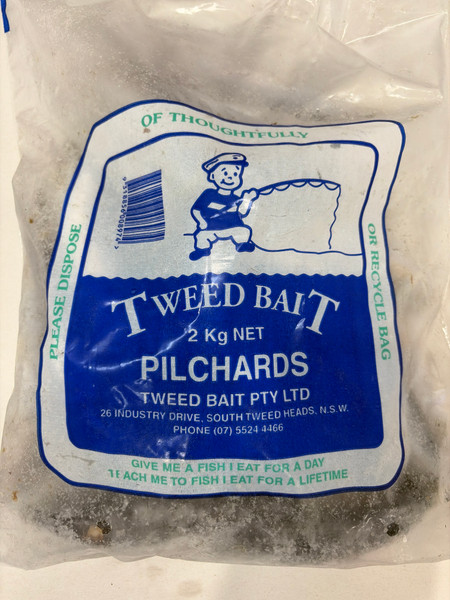 OF THOUGHTFULLY
PLEASE DISPOSE
OR RECYCLE BAG
TWEED BAIT
2 Kg NET
PILCHARDS
TWEED BAIT PTY LTD
26 INDUSTRY DRIVE, SOUTH TWEED HEADS. N.S.W.
PHONE (07) 5524 4466
GIVE ME A FISH I EAT FOR A DAY
TEACH ME TO FISH I EAT FOR A LIFETIME